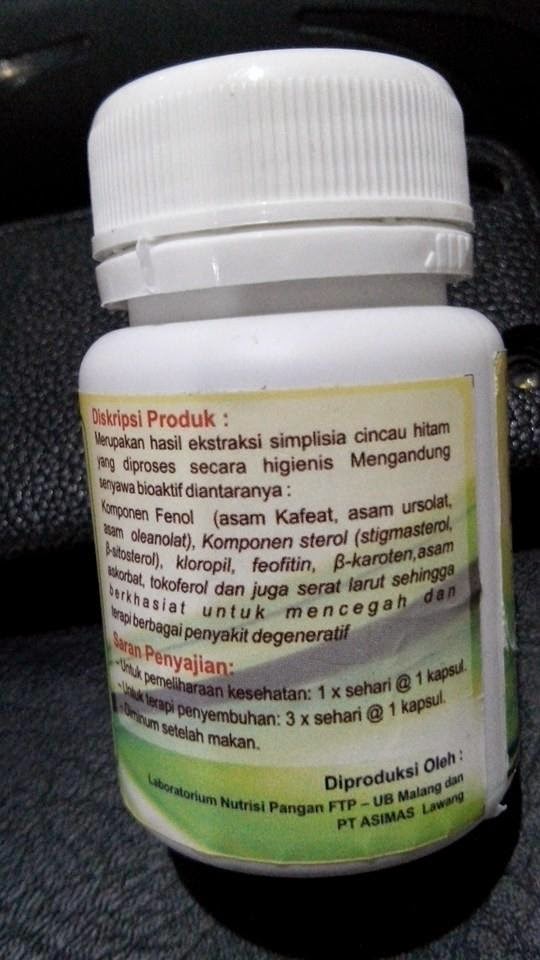 Diskripsi Produk :
Merupakan hasil ekstraksi simplisia cincau hitam
yang diproses secara higienis Mengandung
senyawa bioaktif diantaranya :
Komponen Fenol (asam Kafeat, asam ursolat,
asam oleanolat), Komponen sterol (stigmasterol,
β-sitosterol), kloropil, feofitin, β-karoten,asam
askorbat, tokoferol dan juga serat larut sehingga
berkhasiat untuk mencegah dan
terapi berbagai penyakit degeneratif
Saran Penyajian:
-Untuk pemeliharaan kesehatan: 1 x sehari @ 1 kapsul.
-Untuk terapi penyembuhan: 3 x sehari @ 1 kapsul.
-Diminum setelah makan.
Diproduksi Oleh :
Laboratorium Nutrisi Pangan FTP – UB Malang dan
PT ASIMAS Lawang